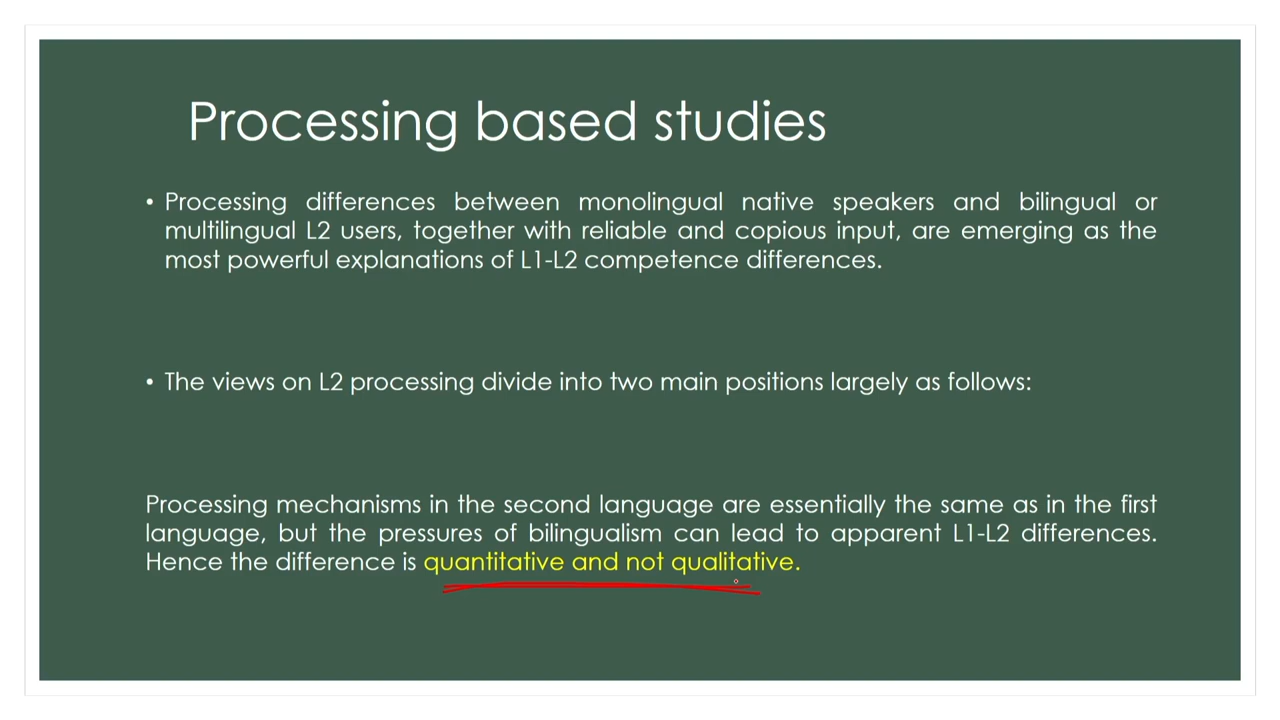 Processing based studies
• Processing differences between monolingual native speakers and bilingual or
multilingual L2 users, together with reliable and copious input, are emerging as the
most powerful explanations of L1-L2 competence differences.
• The views on L2 processing divide into two main positions largely as follows:
Processing mechanisms in the second language are essentially the same as in the first
language, but the pressures of bilingualism can lead to apparent L1-L2 differences.
Hence the difference is quantitative and not qualitative.